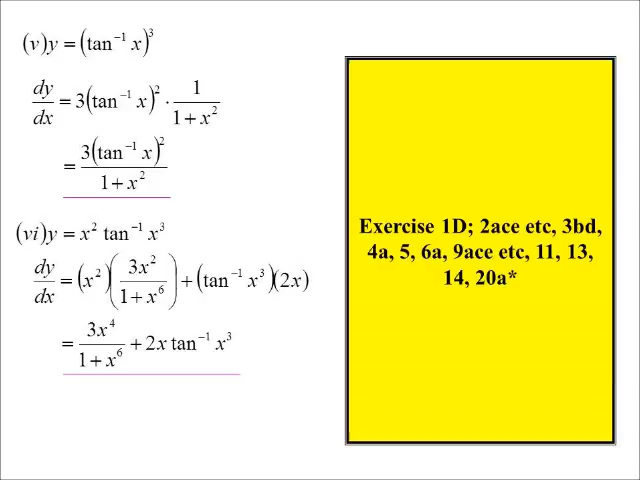 (v) y = (tan⁻¹ x)³
dy/dx = 3(tan⁻¹ x)² · 1/(1 + x²)
= 3(tan⁻¹ x)²/(1 + x²)
(vi) y = x² tan⁻¹ x³
dy/dx = (x²)(3x²/(1 + x⁶)) + (tan⁻¹ x³)(2x)
= 3x⁴/(1 + x⁶) + 2x tan⁻¹ x³
Exercise 1D; 2ace etc, 3bd,
4a, 5, 6a, 9ace etc, 11, 13,
14, 20a*